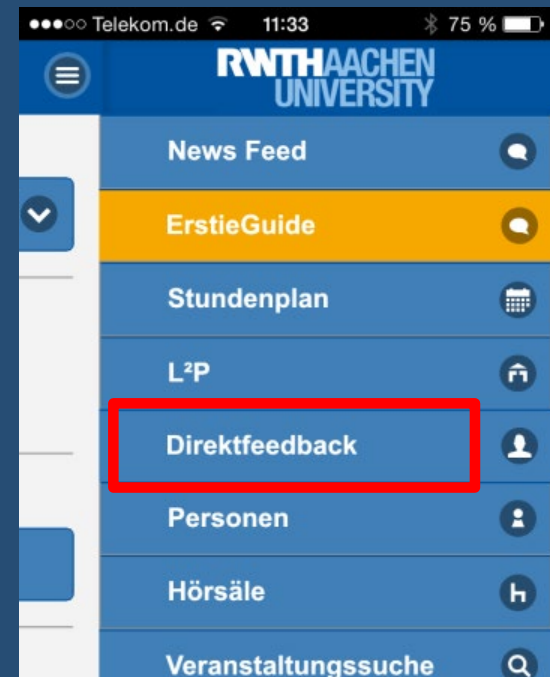 Telekom.de 11:33 75 %
RWTHAACHEN
UNIVERSITY
News Feed
ErstieGuide
Stundenplan
L²P
Direktfeedback
Personen
Hörsäle
Veranstaltungssuche